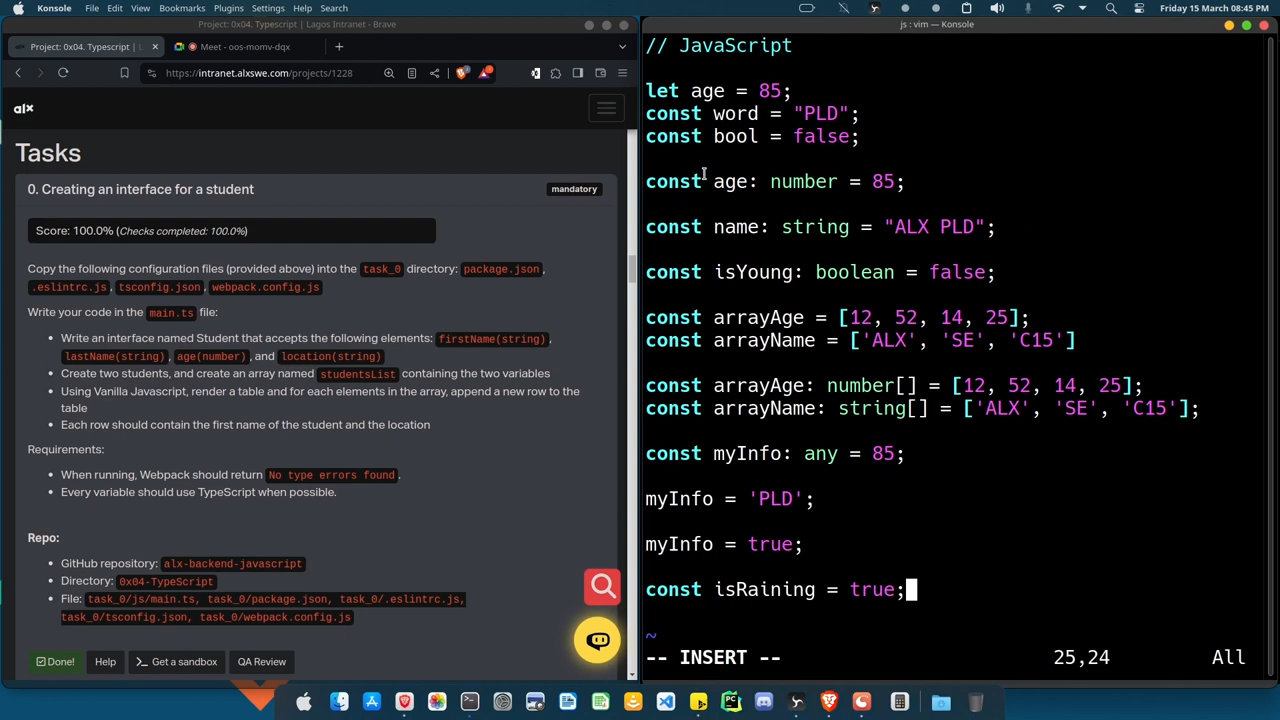 Konsole File Edit View Bookmarks Plugins Settings Help
Friday 15 March 08:45 PM
Project: 0x04. Typescript | Lagos Intranet - Brave
js : vim — Konsole
Project: 0x04. Typescript | L
Meet - oos-momv-dqx
https://intranet.alxswe.com/projects/1228
alx
Tasks
0. Creating an interface for a student
mandatory
Score: 100.0% (Checks completed: 100.0%)
Copy the following configuration files (provided above) into the task_0 directory: package.json,
.eslintrc.js, tsconfig.json, webpack.config.js
Write your code in the main.ts file:
Write an interface named Student that accepts the following elements: firstName(string),
lastName(string), age(number), and location(string)
Create two students, and create an array named studentsList containing the two variables
Using Vanilla Javascript, render a table and for each elements in the array, append a new row to the
table
Each row should contain the first name of the student and the location
Requirements:
When running, Webpack should return No type errors found.
Every variable should use TypeScript when possible.
Repo:
GitHub repository: alx-backend-javascript
Directory: 0x04-TypeScript
File: task_0/js/main.ts, task_0/package.json, task_0/.eslintrc.js,
task_0/tsconfig.json, task_0/webpack.config.js
Done! Help >_ Get a sandbox QA Review
// JavaScript
let age = 85;
const word = "PLD";
const bool = false;
const age: number = 85;
const name: string = "ALX PLD";
const isYoung: boolean = false;
const arrayAge = [12, 52, 14, 25];
const arrayName = ['ALX', 'SE', 'C15']
const arrayAge: number[] = [12, 52, 14, 25];
const arrayName: string[] = ['ALX', 'SE', 'C15'];
const myInfo: any = 85;
myInfo = 'PLD';
myInfo = true;
const isRaining = true;
~
-- INSERT -- 25,24 All